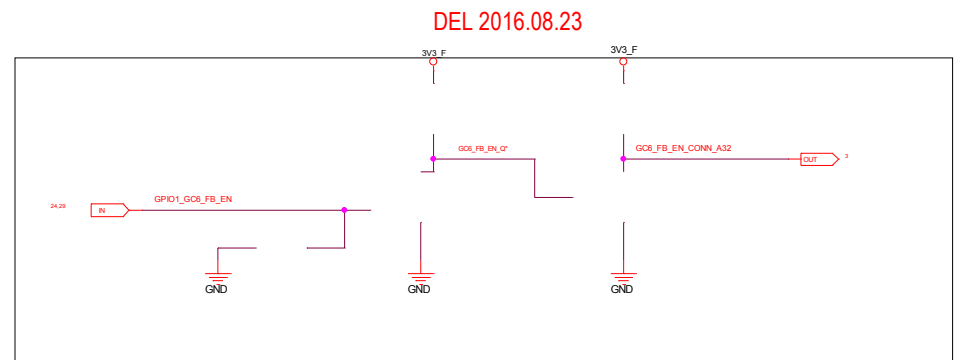 DEL 2016.08.23
3V3_F
3V3_F
GC6_FB_EN_Q*
GC6_FB_EN_CONN_A32
OUT
3
24,29
IN
GPIO1_GC6_FB_EN
GND
GND
GND